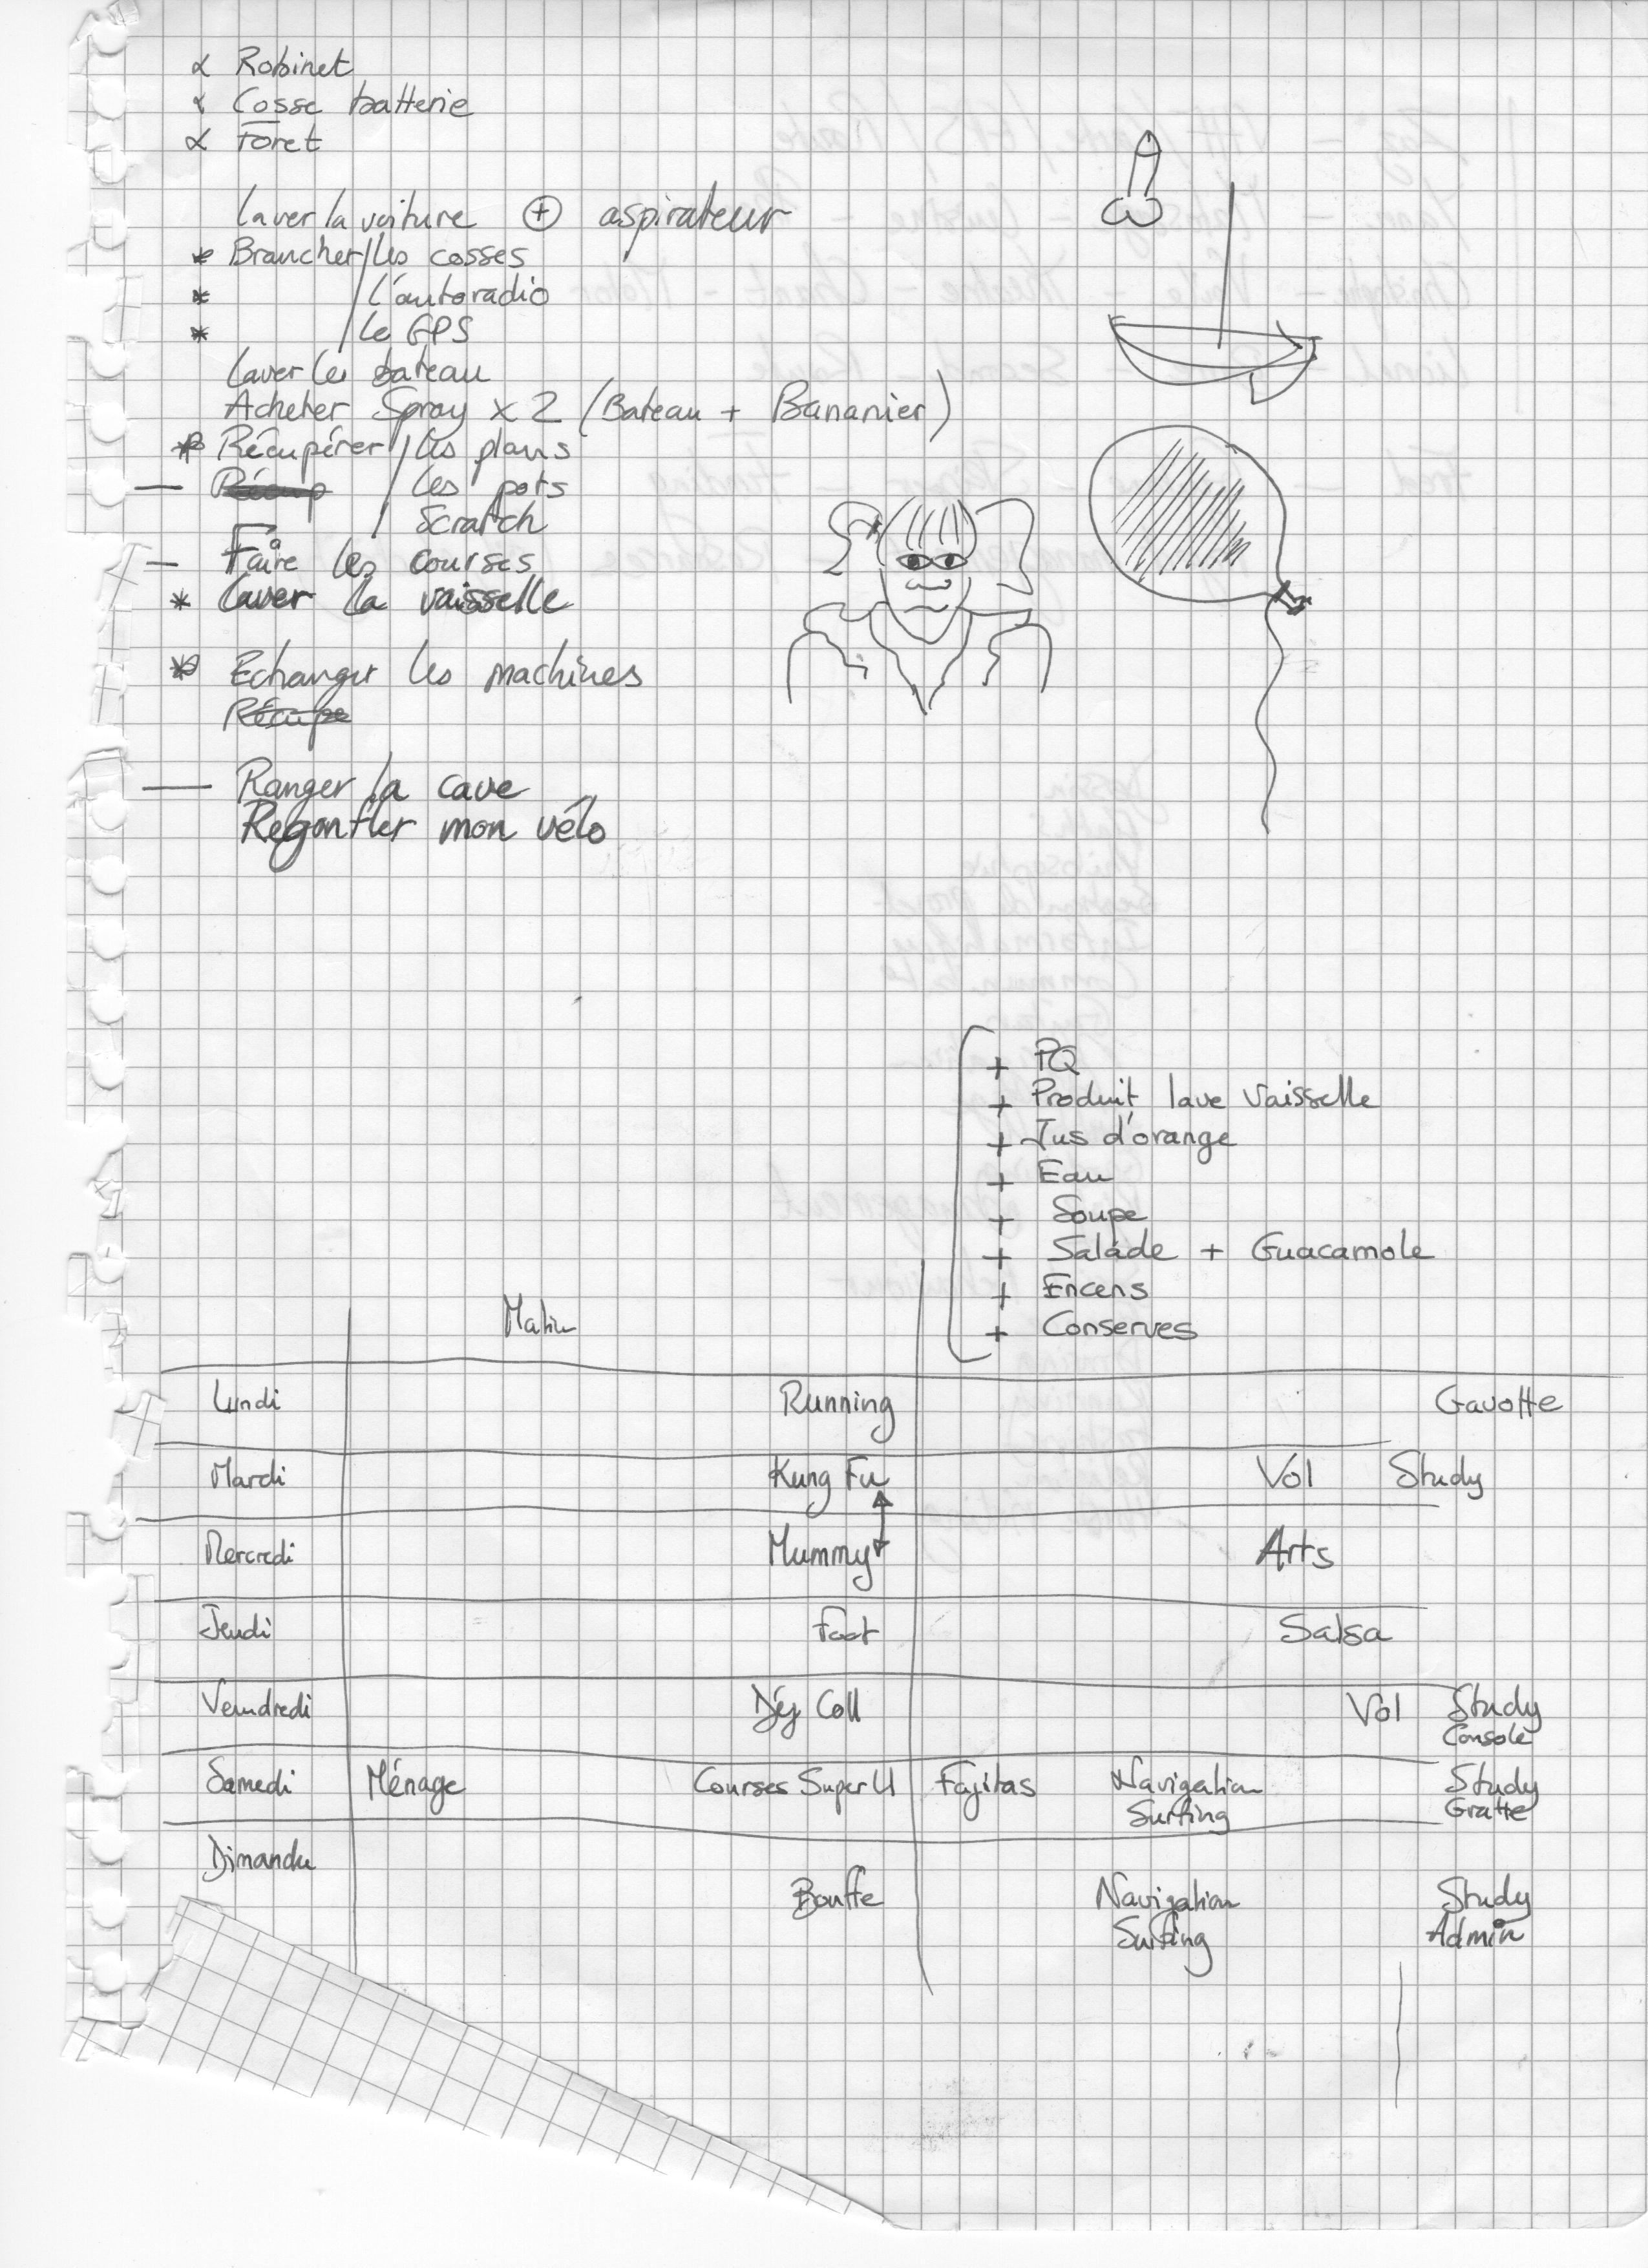 α Robinet
α Cosse batterie
α Foret
Laver la voiture ⊕ aspirateur
* Brancher / les cosses
* / l'autoradio
* / le GPS
Laver les bateau
Acheter Spray x 2 (Bateau + Bananier)
* Récupérer / les plans
— Récup / les pots
/ Scratch
— Faire les courses
* Laver la vaisselle
* Echanger les machines
Récupe
— Ranger la cave
Regonfler mon vélo
+ PQ
+ Produit lave vaisselle
+ Jus d'orange
+ Eau
+ Soupe
+ Salade + Guacamole
+ Encens
+ Conserves
Matin
Lundi Running Gavotte
Mardi Kung Fu Vol Study
Mercredi Mummy Arts
Jeudi Foot Salsa
Vendredi Déj Coll Vol Study
Console
Samedi Ménage Courses Super U Fajitas Navigation Study
Surfing Gratte
Dimanche
Bouffe Navigation Study
Surfing Admin